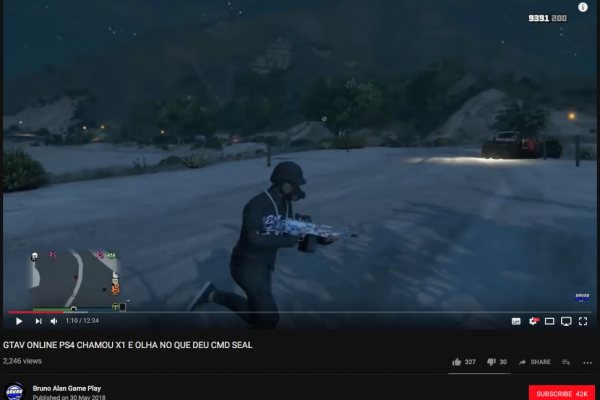 9391 200
1:10 / 12:34
GTAV ONLINE PS4 CHAMOU X1 E OLHA NO QUE DEU CMD SEAL
2,246 views
327
30
SHARE
Bruno Alan Game Play
Published on 30 May 2018
SUBSCRIBE 42K